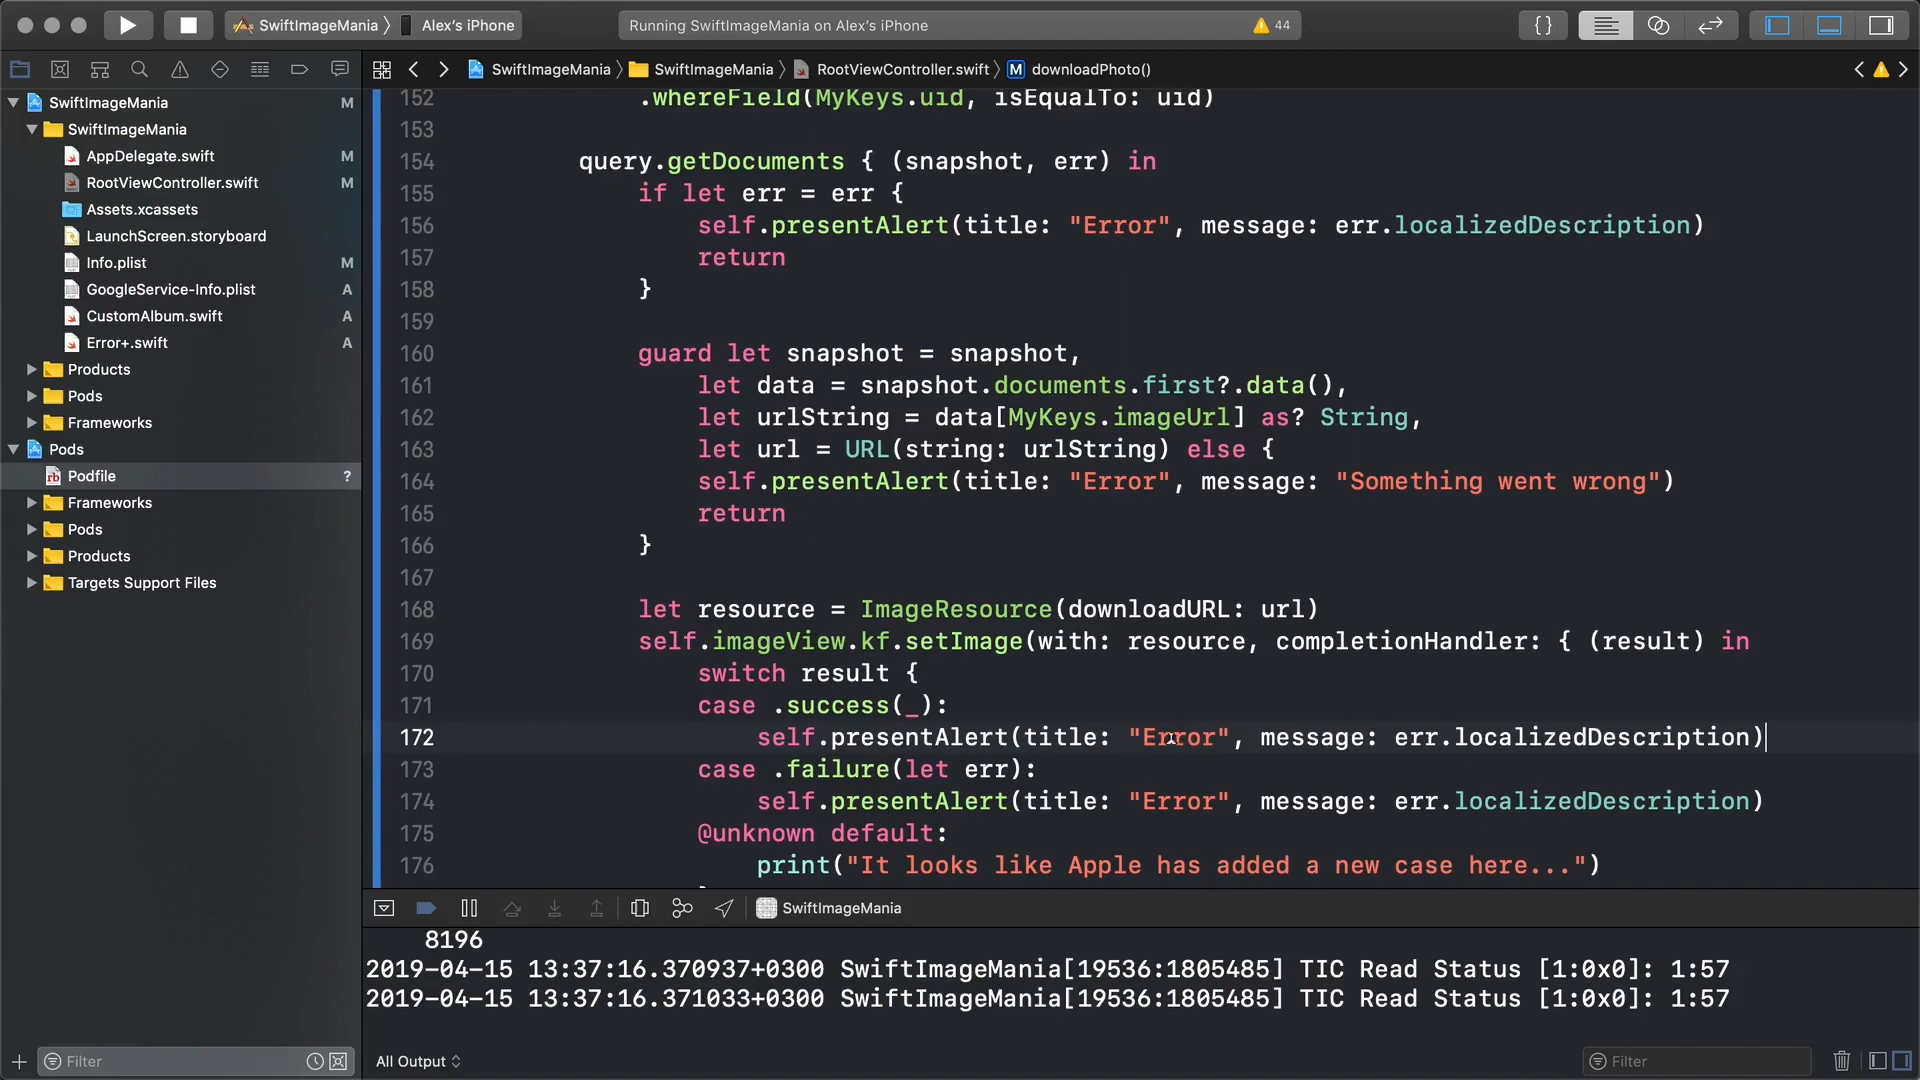 SwiftImageMania 〉 Alex's iPhone
Running SwiftImageMania on Alex's iPhone
44
{ }
SwiftImageMania 〉 SwiftImageMania 〉 RootViewController.swift 〉 M downloadPhoto()
SwiftImageMania M
SwiftImageMania
AppDelegate.swift M
RootViewController.swift M
Assets.xcassets
LaunchScreen.storyboard
Info.plist M
GoogleService-Info.plist A
CustomAlbum.swift A
Error+.swift A
Products
Pods
Frameworks
Pods
rb Podfile ?
Frameworks
Pods
Products
Targets Support Files
Filter
152 .whereField(MyKeys.uid, isEqualTo: uid)
153
154 query.getDocuments { (snapshot, err) in
155 if let err = err {
156 self.presentAlert(title: "Error", message: err.localizedDescription)
157 return
158 }
159
160 guard let snapshot = snapshot,
161 let data = snapshot.documents.first?.data(),
162 let urlString = data[MyKeys.imageUrl] as? String,
163 let url = URL(string: urlString) else {
164 self.presentAlert(title: "Error", message: "Something went wrong")
165 return
166 }
167
168 let resource = ImageResource(downloadURL: url)
169 self.imageView.kf.setImage(with: resource, completionHandler: { (result) in
170 switch result {
171 case .success(_):
172 self.presentAlert(title: "Error", message: err.localizedDescription)
173 case .failure(let err):
174 self.presentAlert(title: "Error", message: err.localizedDescription)
175 @unknown default:
176 print("It looks like Apple has added a new case here...")
SwiftImageMania
8196
2019-04-15 13:37:16.370937+0300 SwiftImageMania[19536:1805485] TIC Read Status [1:0x0]: 1:57
2019-04-15 13:37:16.371033+0300 SwiftImageMania[19536:1805485] TIC Read Status [1:0x0]: 1:57
All Output
Filter